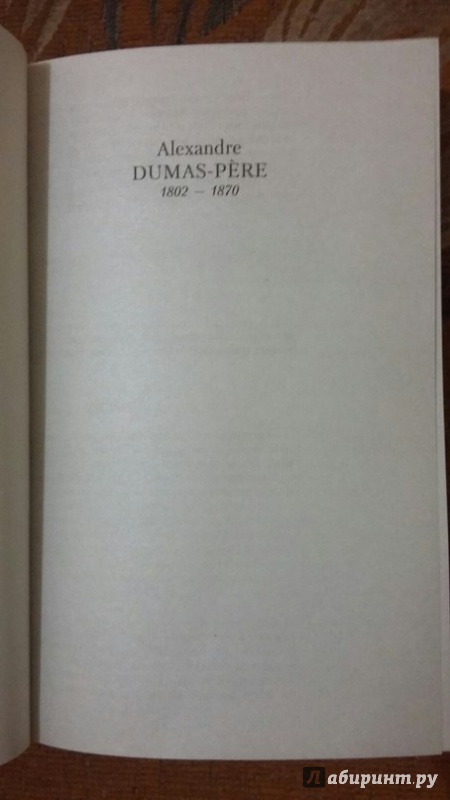 Alexandre
DUMAS-PÈRE
1802 — 1870
Лабиринт.ру